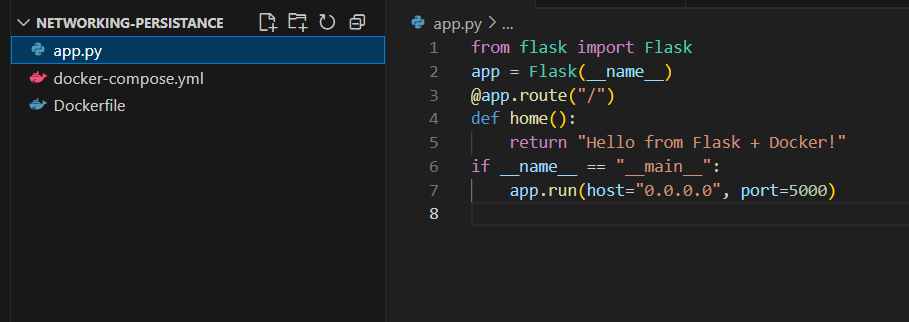 NETWORKING-PERSISTANCE
app.py
docker-compose.yml
Dockerfile
app.py > ...
1 from flask import Flask
2 app = Flask(__name__)
3 @app.route("/")
4 def home():
5     return "Hello from Flask + Docker!"
6 if __name__ == "__main__":
7     app.run(host="0.0.0.0", port=5000)
8